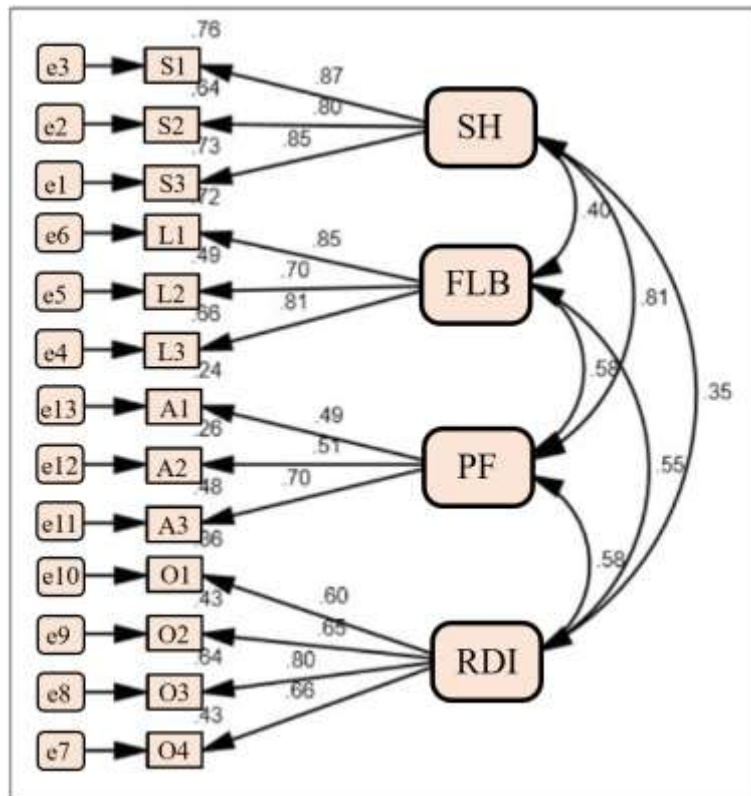 .76
e3 S1 .87
.64
e2 S2 .80 SH
.73
e1 S3 .85
.72
e6 L1 .85 .40
.49
e5 L2 .70 FLB
.66
e4 L3 .81 .81
.24
e13 A1 .49 .58 .35
.26
e12 A2 .51 PF .55
.48
e11 A3 .70
.36
e10 O1 .60 .58
.43
e9 O2 .65
.64
e8 O3 .80 RDI
.43
e7 O4 .66